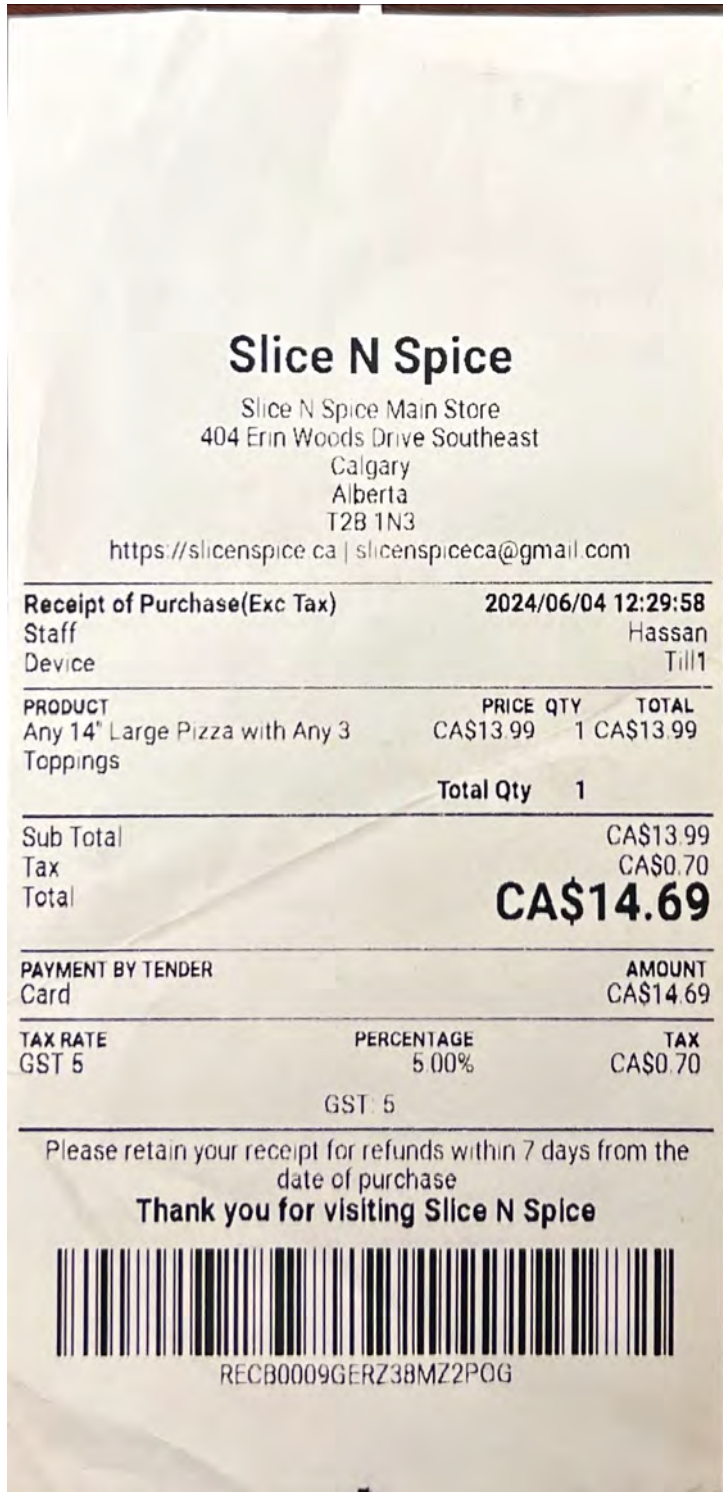 Slice N Spice
Slice N Spice Main Store
404 Erin Woods Drive Southeast
Calgary
Alberta
T2B 1N3
https://slicenspice.ca | slicenspiceca@gmail.com
Receipt of Purchase(Exc Tax) 2024/06/04 12:29:58
Staff Hassan
Device Till1
PRODUCT PRICE QTY TOTAL
Any 14" Large Pizza with Any 3 CA$13.99 1 CA$13.99
Toppings
Total Qty 1
Sub Total CA$13.99
Tax CA$0.70
Total CA$14.69
PAYMENT BY TENDER AMOUNT
Card CA$14.69
TAX RATE PERCENTAGE TAX
GST 5 5.00% CA$0.70
GST: 5
Please retain your receipt for refunds within 7 days from the
date of purchase
Thank you for visiting Slice N Spice
RECB0009GERZ38MZ2POG